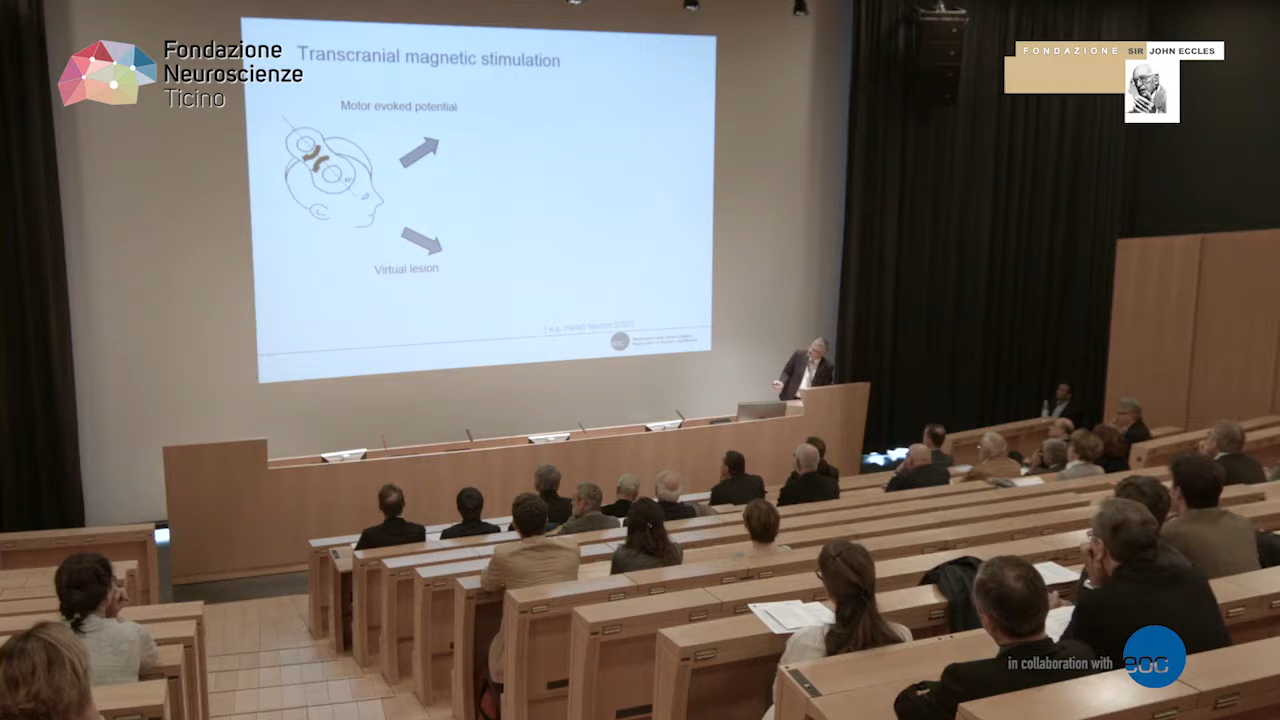 Fondazione
Neuroscienze
Ticino
Transcranial magnetic stimulation
FONDAZIONE SIR JOHN ECCLES
Motor evoked potential
Virtual lesion
eoc
in collaboration with eoc